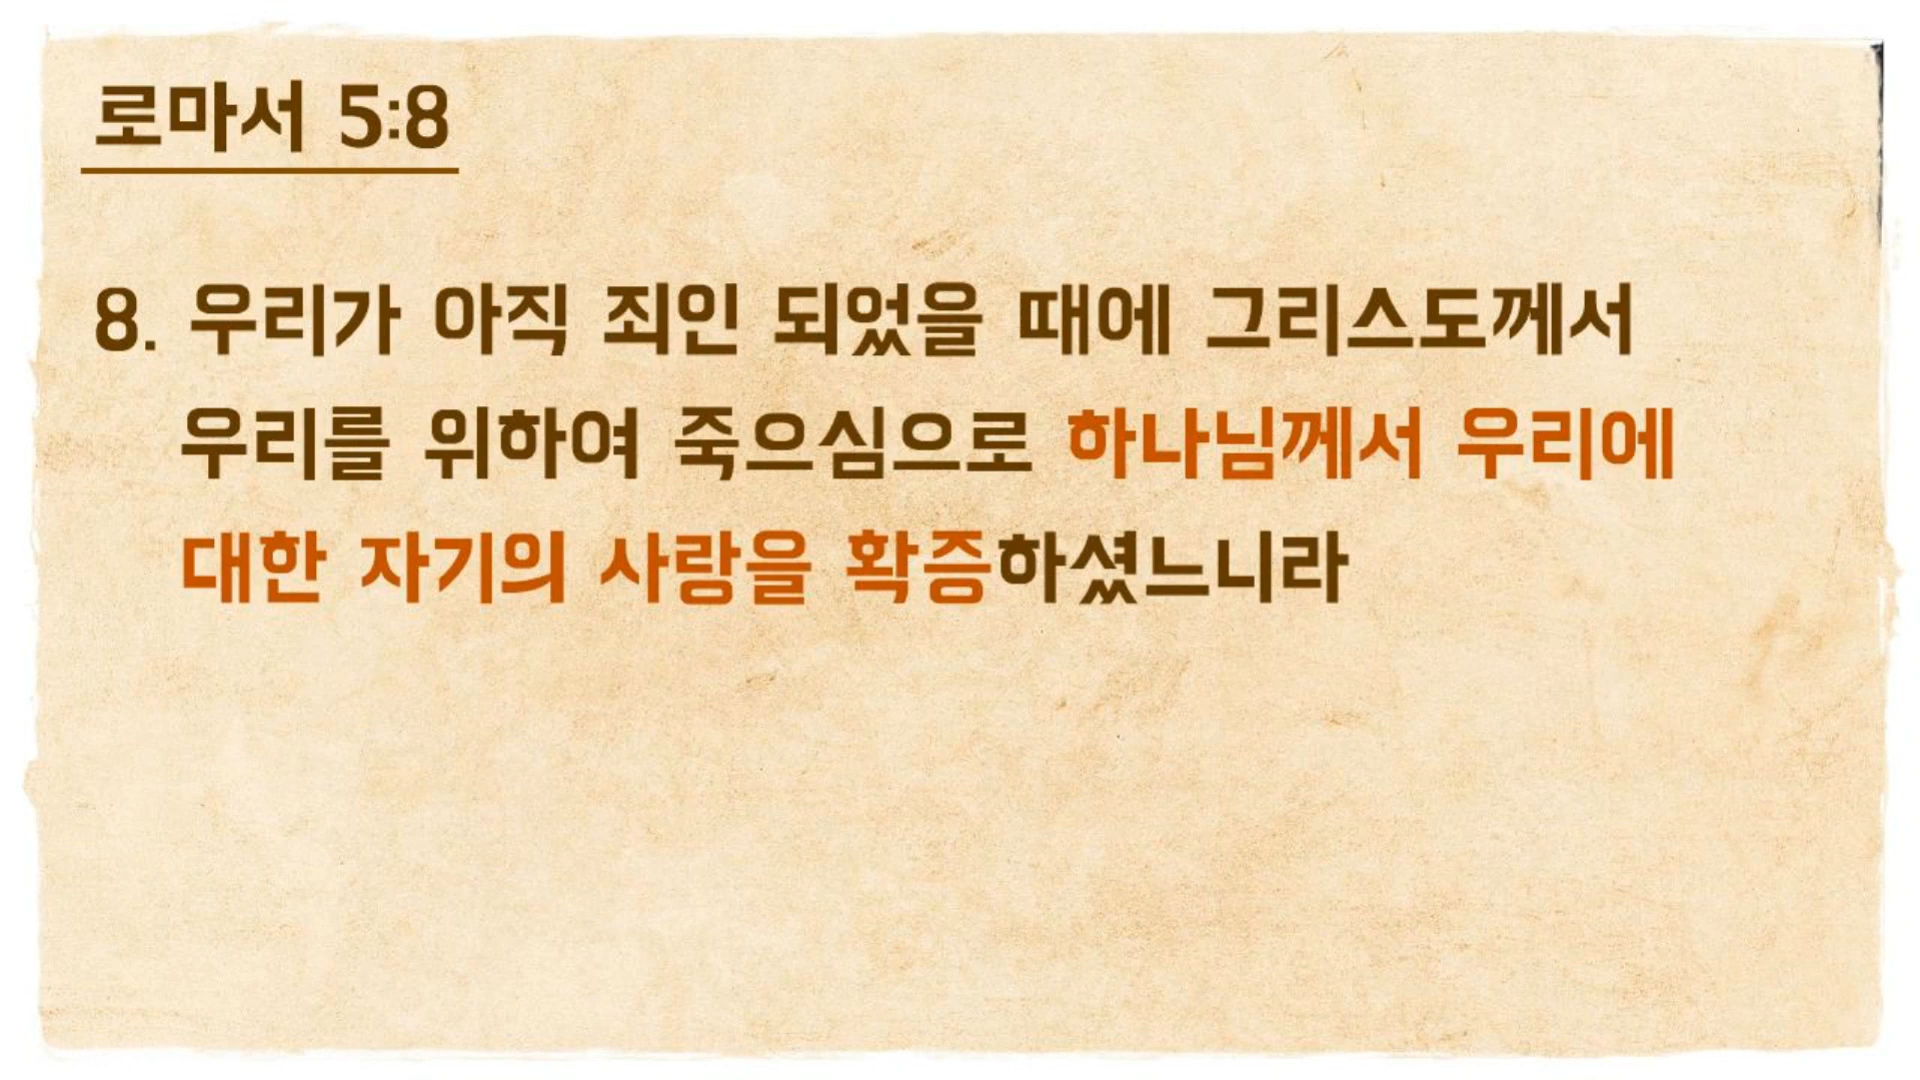 로마서 5:8
8. 우리가 아직 죄인 되었을 때에 그리스도께서
우리를 위하여 죽으심으로 하나님께서 우리에
대한 자기의 사랑을 확증하셨느니라